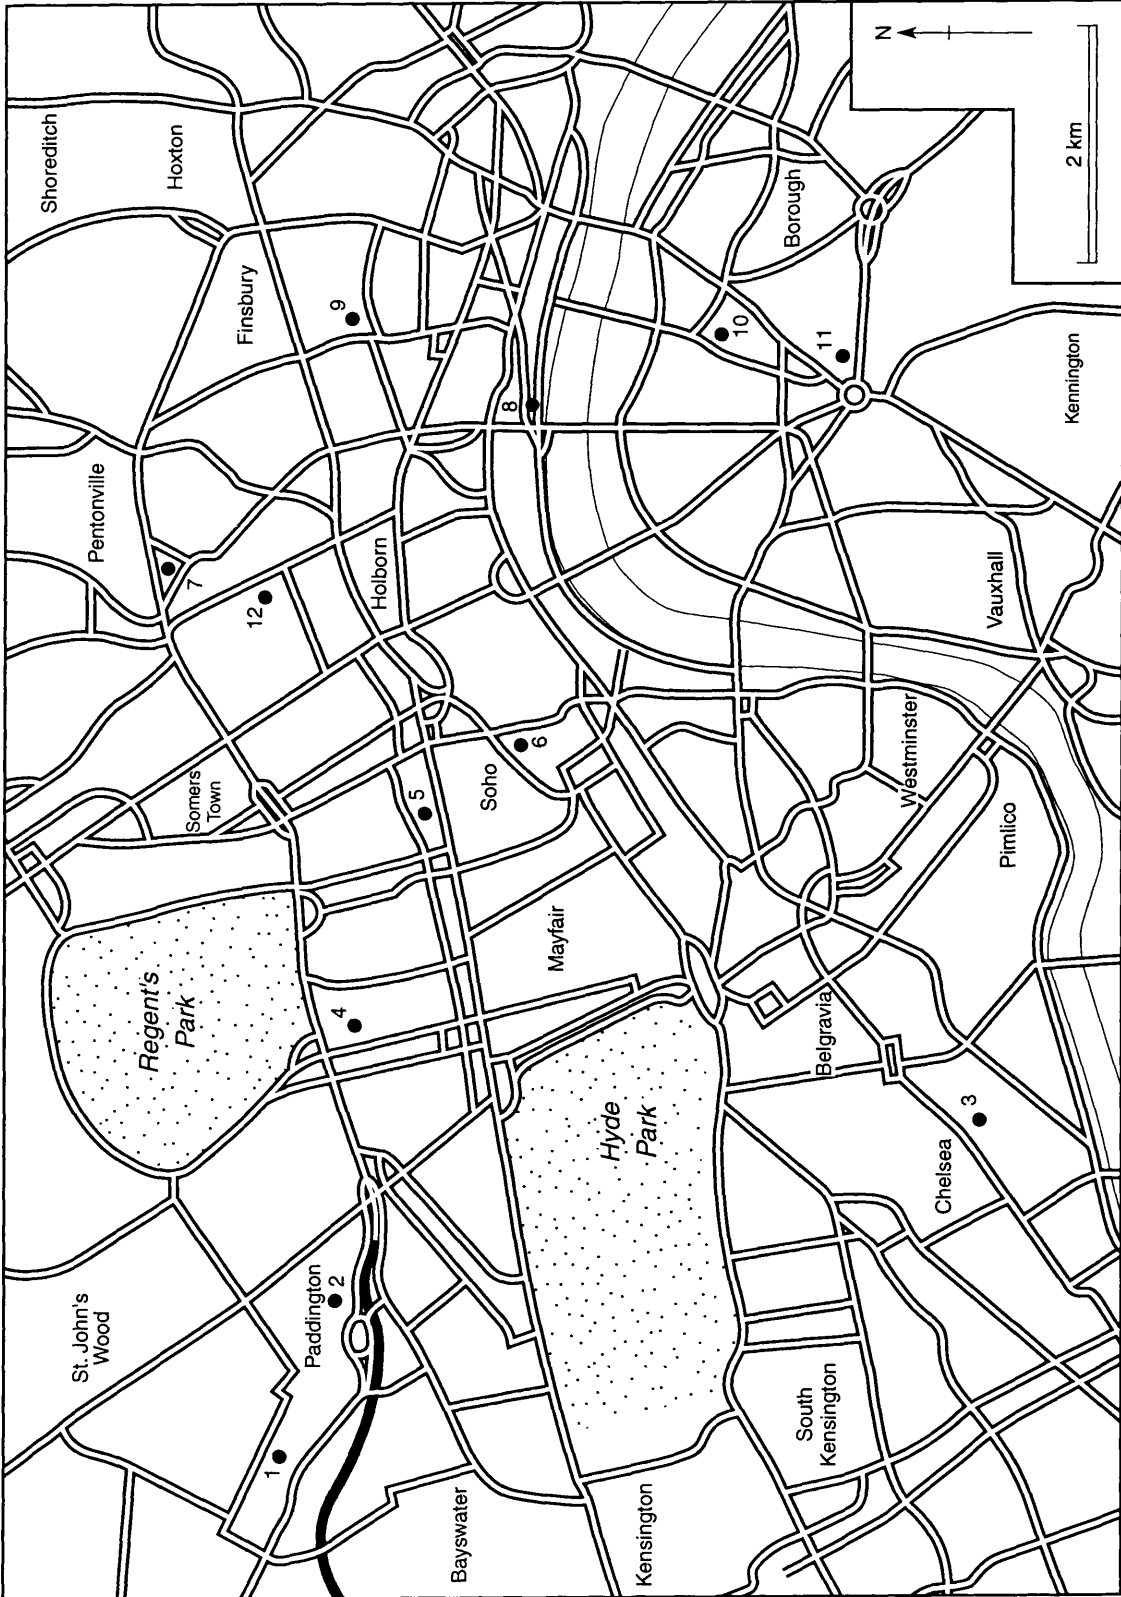 St. John's
Wood
Regent's
Park
Somers
Town
Pentonville
Shoreditch
Hoxton
Finsbury
1
Paddington
2
4
5
12
7
9
Holborn
Bayswater
Mayfair
Soho
6
8
Hyde
Park
Kensington
South
Kensington
Belgravia
Westminster
10
Borough
11
Chelsea
3
Pimlico
Vauxhall
Kennington
N
2 km